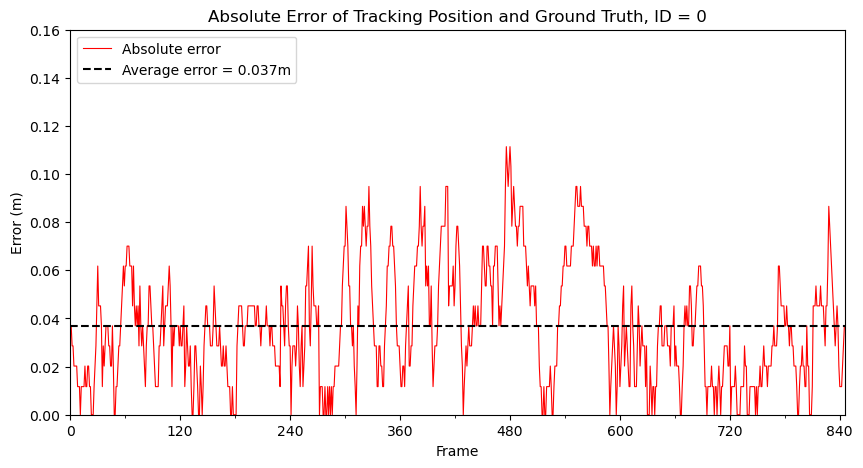 Absolute Error of Tracking Position and Ground Truth, ID = 0
Absolute error
Average error = 0.037m
Error (m)
0.16
0.14
0.12
0.10
0.08
0.06
0.04
0.02
0.00
0 120 240 360 480 600 720 840
Frame